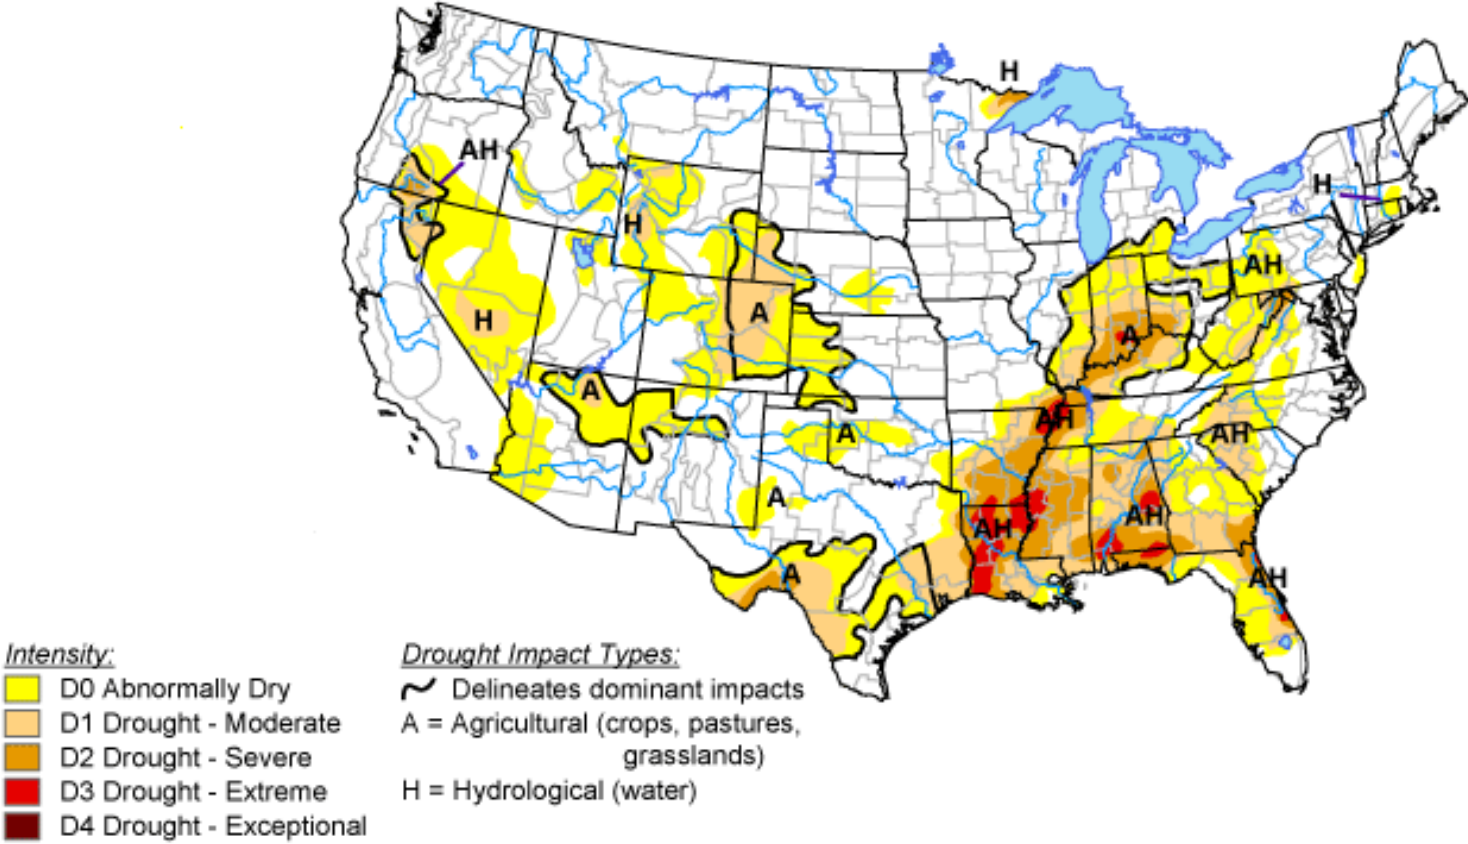 H
AH
H
H
AH
H
A
A
A
A
AH
A
AH
A
AH
AH
A
AH
Intensity:
D0 Abnormally Dry
D1 Drought - Moderate
D2 Drought - Severe
D3 Drought - Extreme
D4 Drought - Exceptional
Drought Impact Types:
Delineates dominant impacts
A = Agricultural (crops, pastures,
grasslands)
H = Hydrological (water)